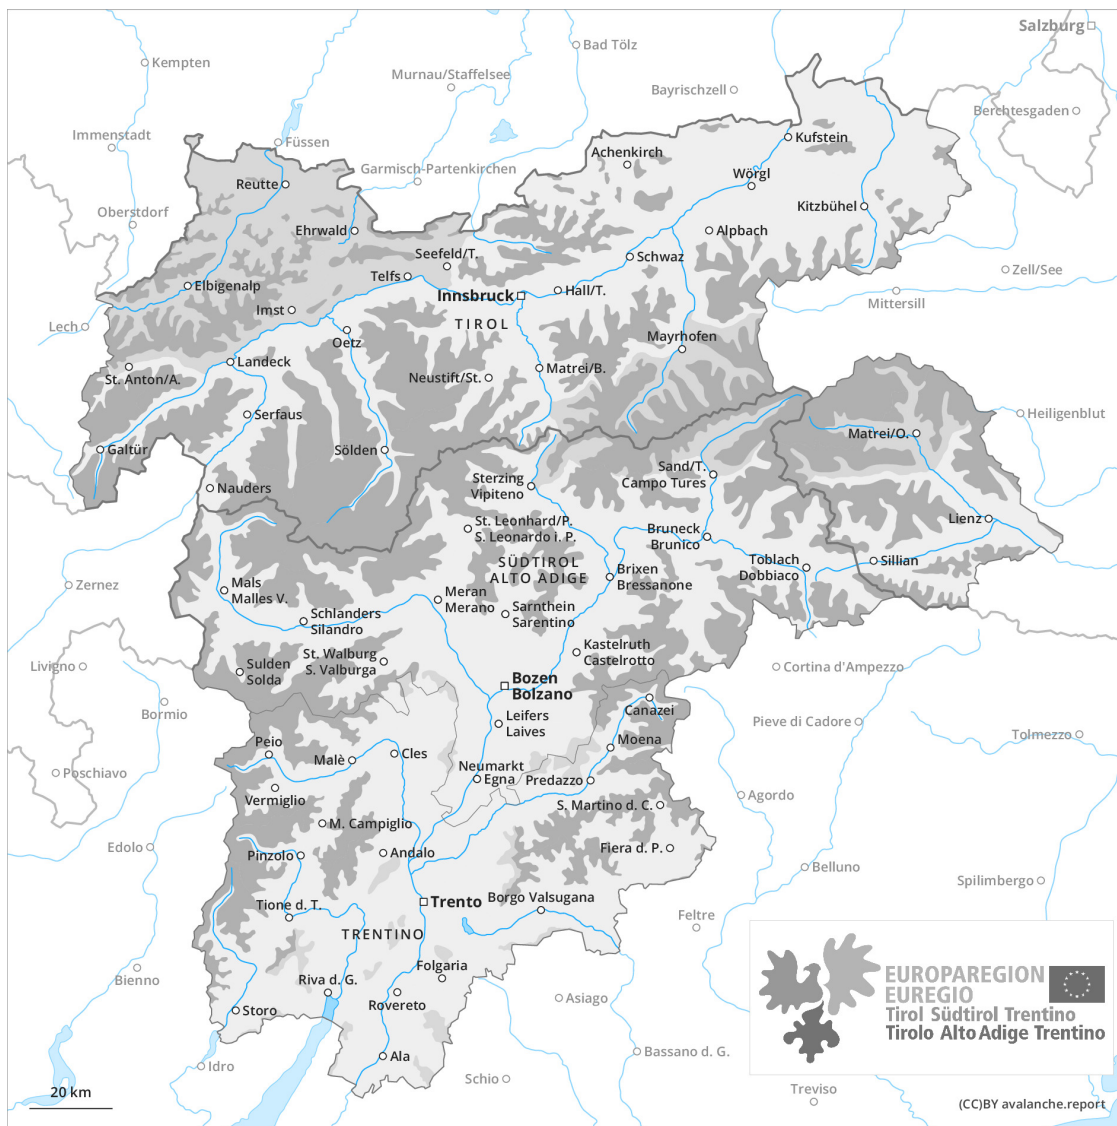 Salzburg
Bad Tölz
Kempten
Murnau/Staffelsee
Bayrischzell
Berchtesgaden
Immenstadt
Füssen
Kufstein
Achenkirch
Garmisch-Partenkirchen
Wörgl
Reutte
Oberstdorf
Kitzbühel
Ehrwald
Alpbach
Seefeld/T.
Schwaz
Zell/See
Telfs
Elbigenalp
Innsbruck
Hall/T.
Mittersill
Imst
Lech
TIROL
Oetz
Mayrhofen
Landeck
Matrei/B.
St. Anton/A.
Neustift/St.
Serfaus
Heiligenblut
Matrei/O.
Galtür
Sölden
Sand/T.
Campo Tures
Sterzing
Vipiteno
Nauders
Lienz
St. Leonhard/P.
S. Leonardo i. P.
Bruneck
Brunico
SÜDTIROL
ALTO ADIGE
Toblach
Dobbiaco
Sillian
Brixen
Bressanone
Zernez
Mals
Malles V.
Meran
Merano
Sarnthein
Sarentino
Schlanders
Silandro
Kastelruth
Castelrotto
St. Walburg
S. Valburga
Livigno
Sulden
Solda
Cortina d'Ampezzo
Bozen
Bolzano
Bormio
Canazei
Leifers
Laives
Pieve di Cadore
Tolmezzo
Peio
Moena
Malè
Cles
Poschiavo
Neumarkt
Egna
Predazzo
Vermiglio
Agordo
S. Martino d. C.
M. Campiglio
Edolo
Pinzolo
Andalo
Fiera d. P.
Belluno
Spilimbergo
Trento
Borgo Valsugana
Tione d. T.
Feltre
TRENTINO
Folgaria
Bienno
Riva d. G.
Rovereto
Asiago
Storo
Ala
Bassano d. G.
Idro
Schio
Treviso
EUROPAREGION
EUREGIO
Tirol Südtirol Trentino
Tirolo Alto Adige Trentino
20 km
(CC)BY avalanche.report